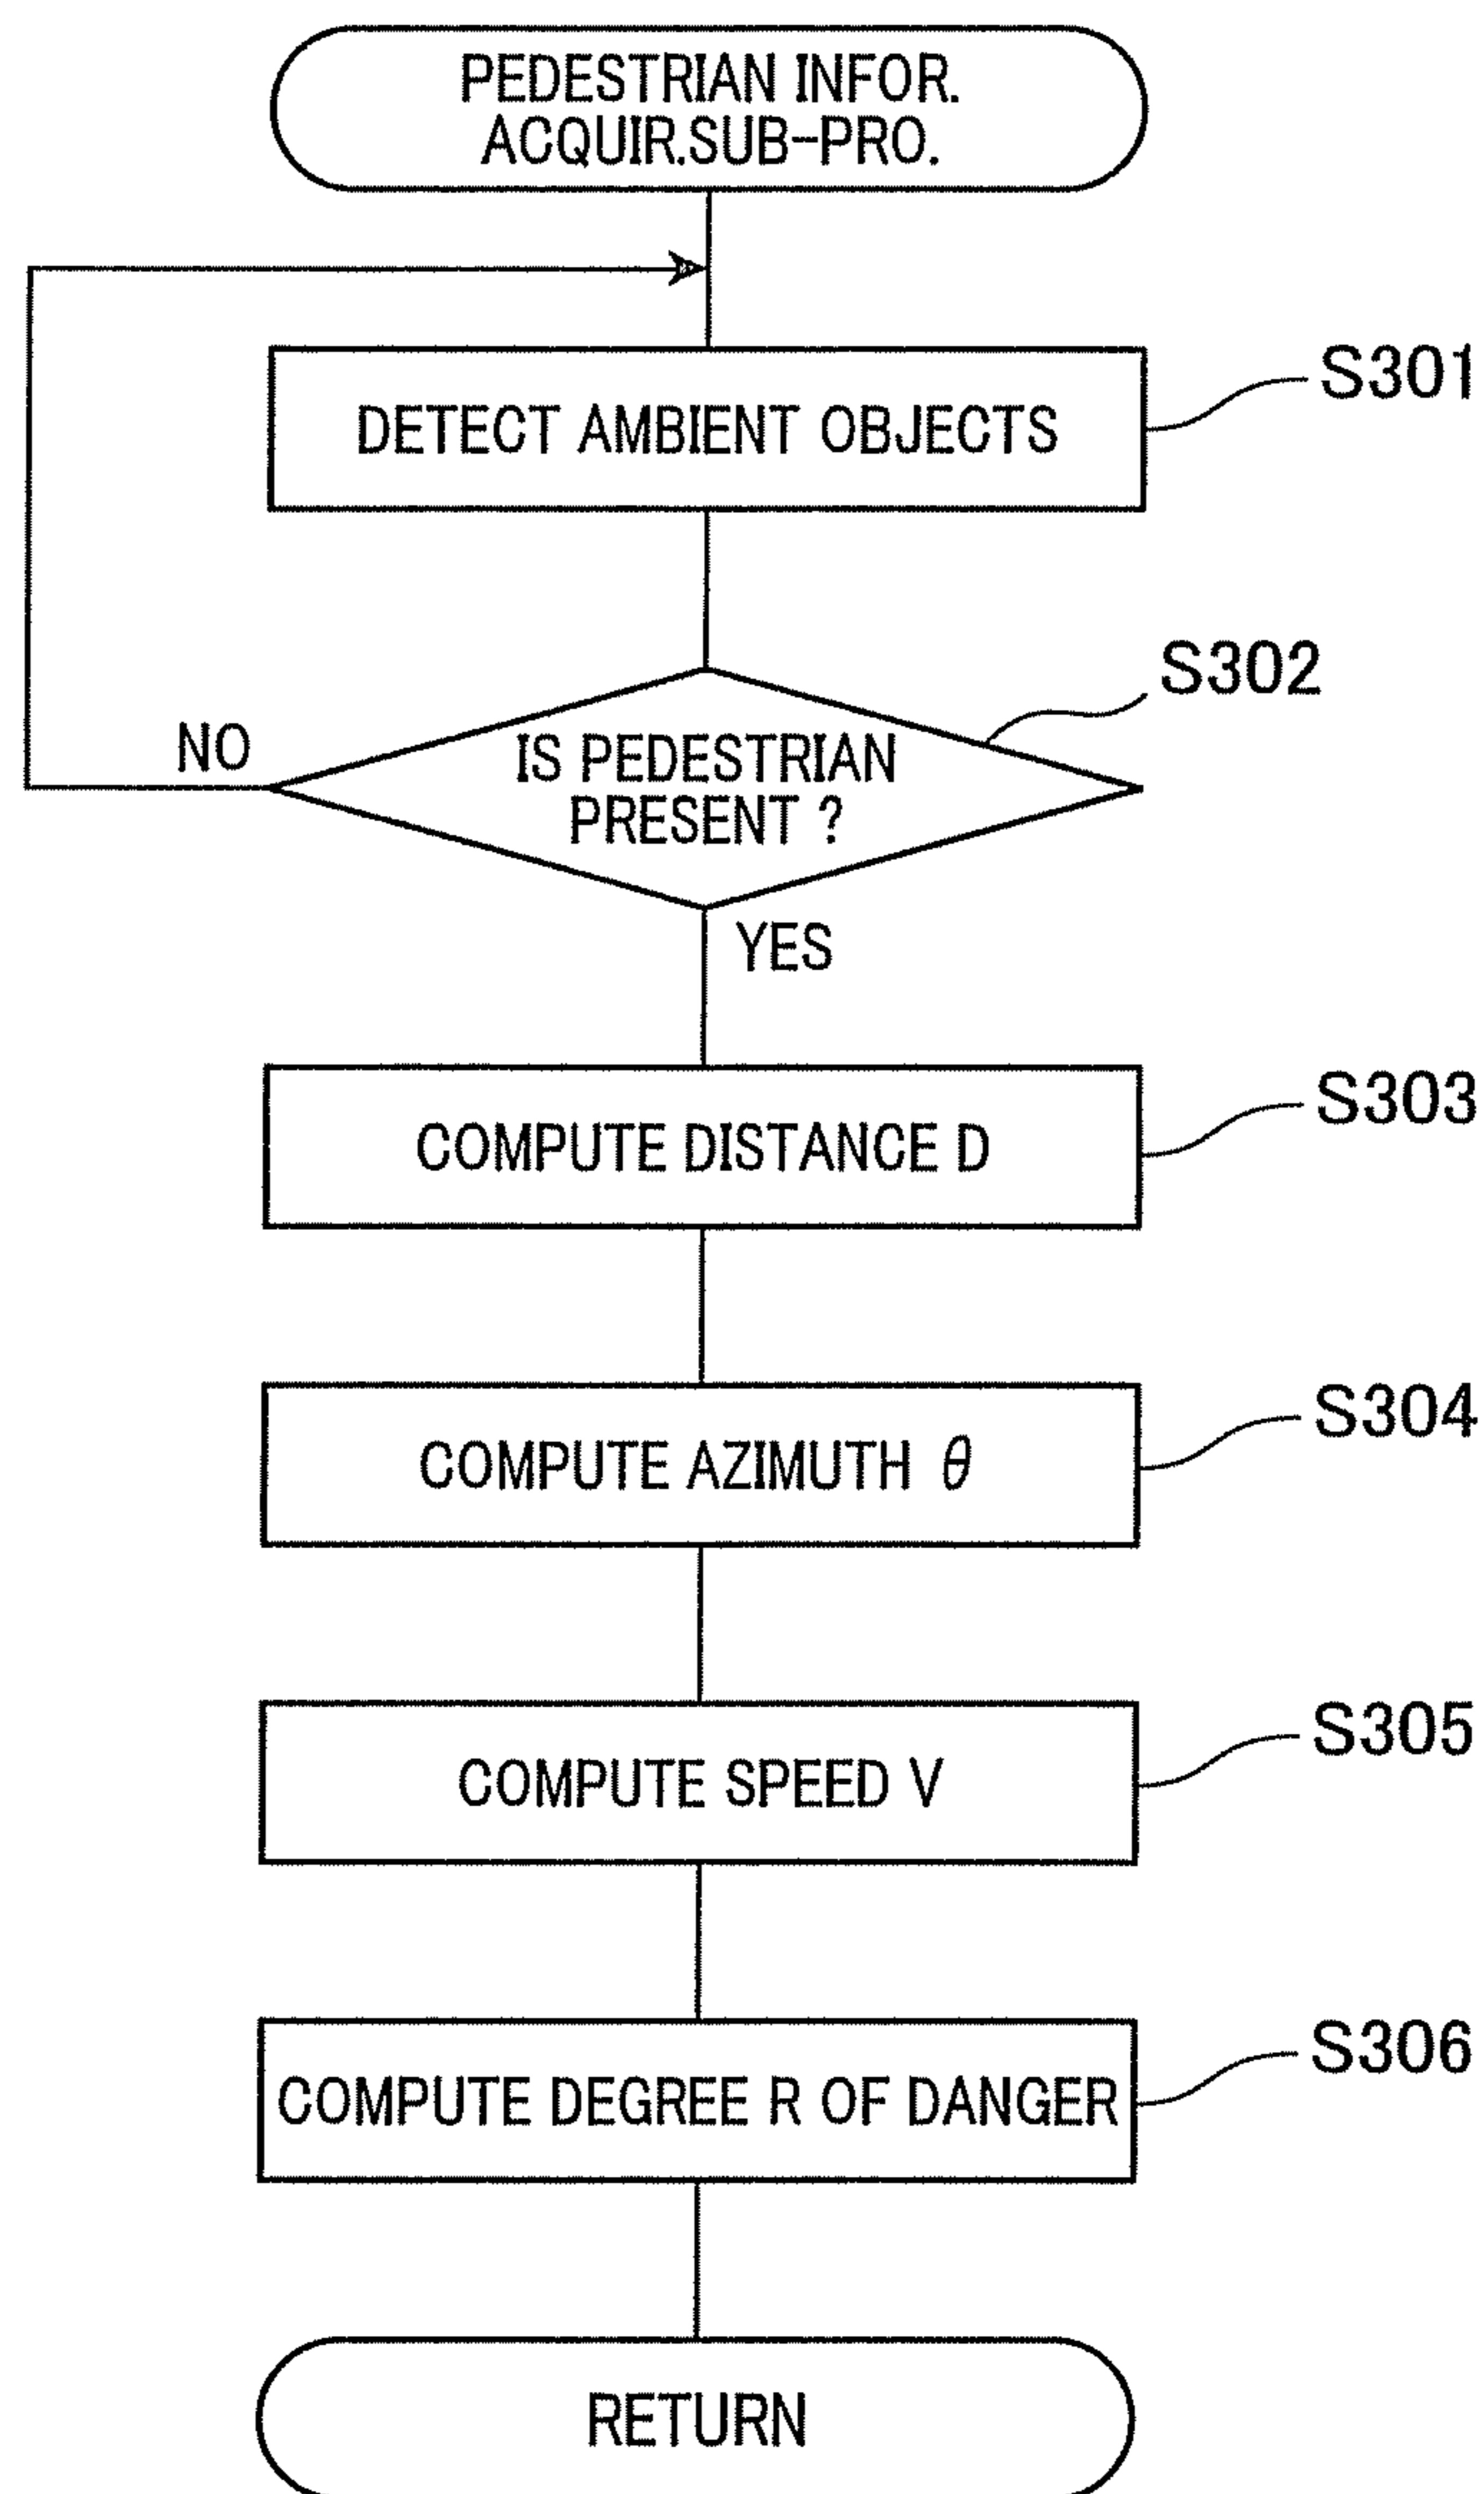 PEDESTRIAN INFOR.
ACQUIR.SUB-PRO.
DETECT AMBIENT OBJECTS
S301
S302
NO
IS PEDESTRIAN
PRESENT ?
YES
COMPUTE DISTANCE D
S303
COMPUTE AZIMUTH θ
S304
COMPUTE SPEED V
S305
COMPUTE DEGREE R OF DANGER
S306
RETURN